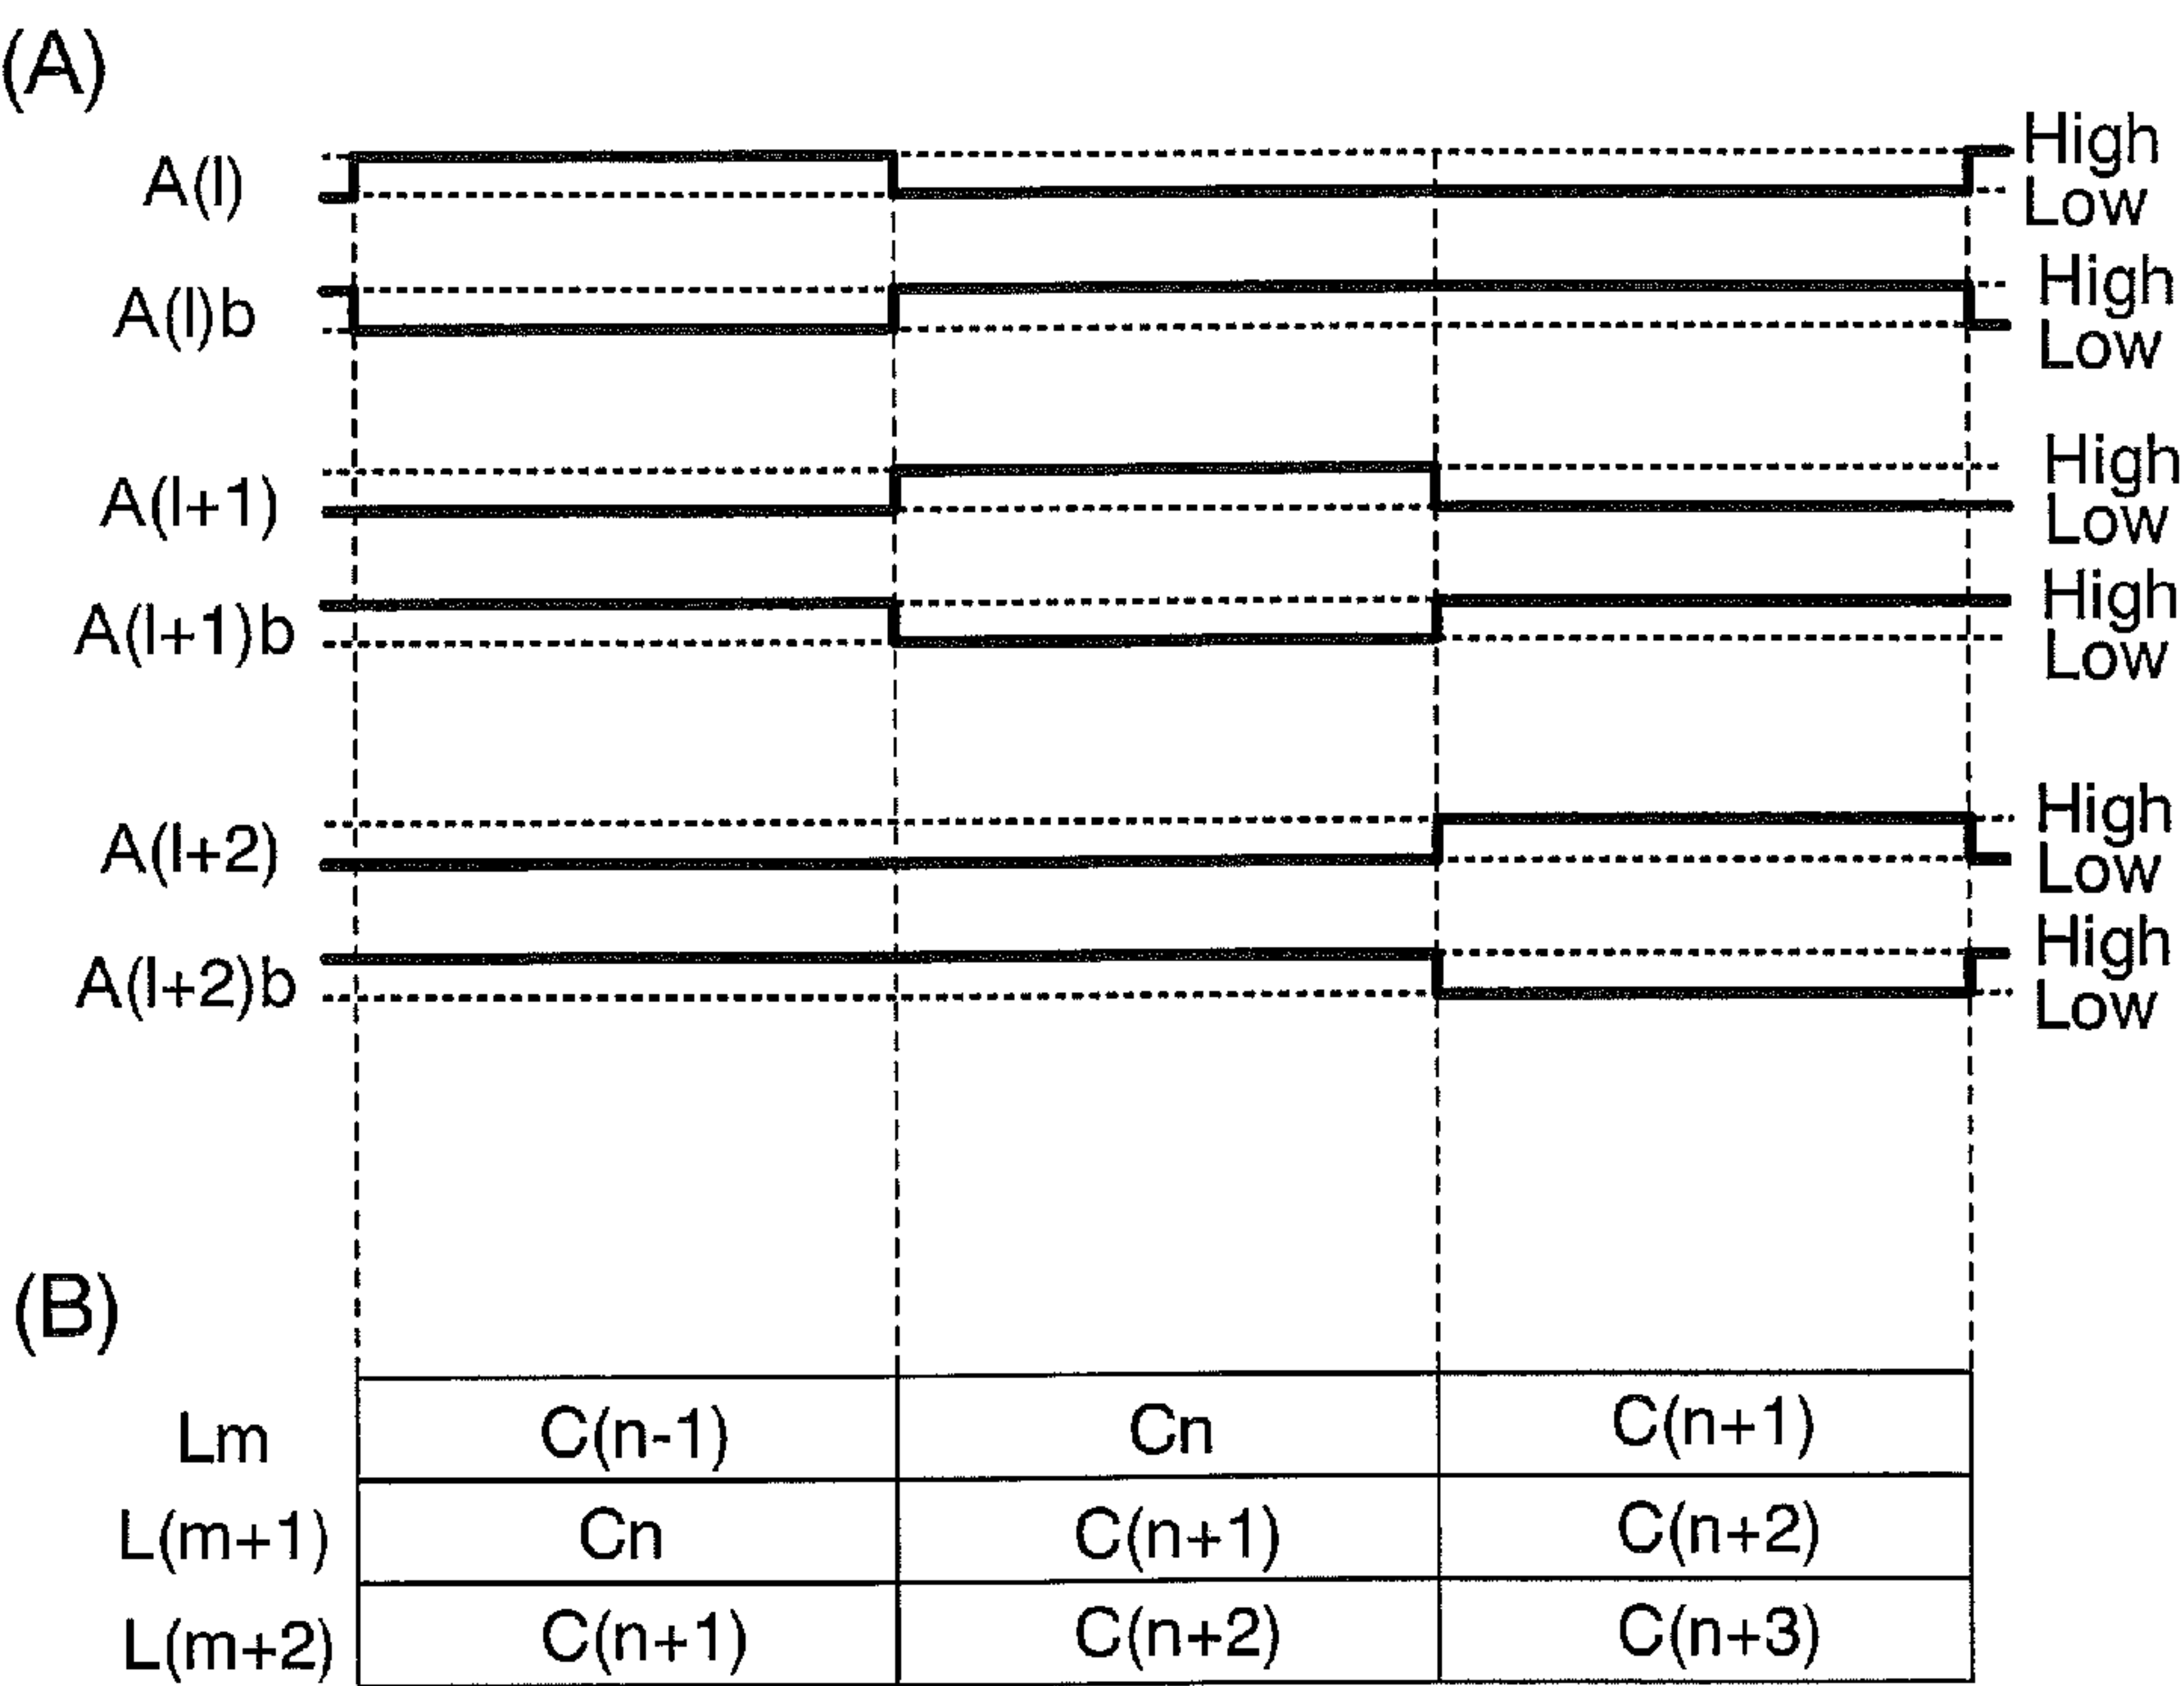 (A)
A(l) High
Low
A(l)b High
Low
A(l+1) High
Low
A(l+1)b High
Low
A(l+2) High
Low
A(l+2)b High
Low
(B)
Lm C(n-1) Cn C(n+1)
L(m+1) Cn C(n+1) C(n+2)
L(m+2) C(n+1) C(n+2) C(n+3)